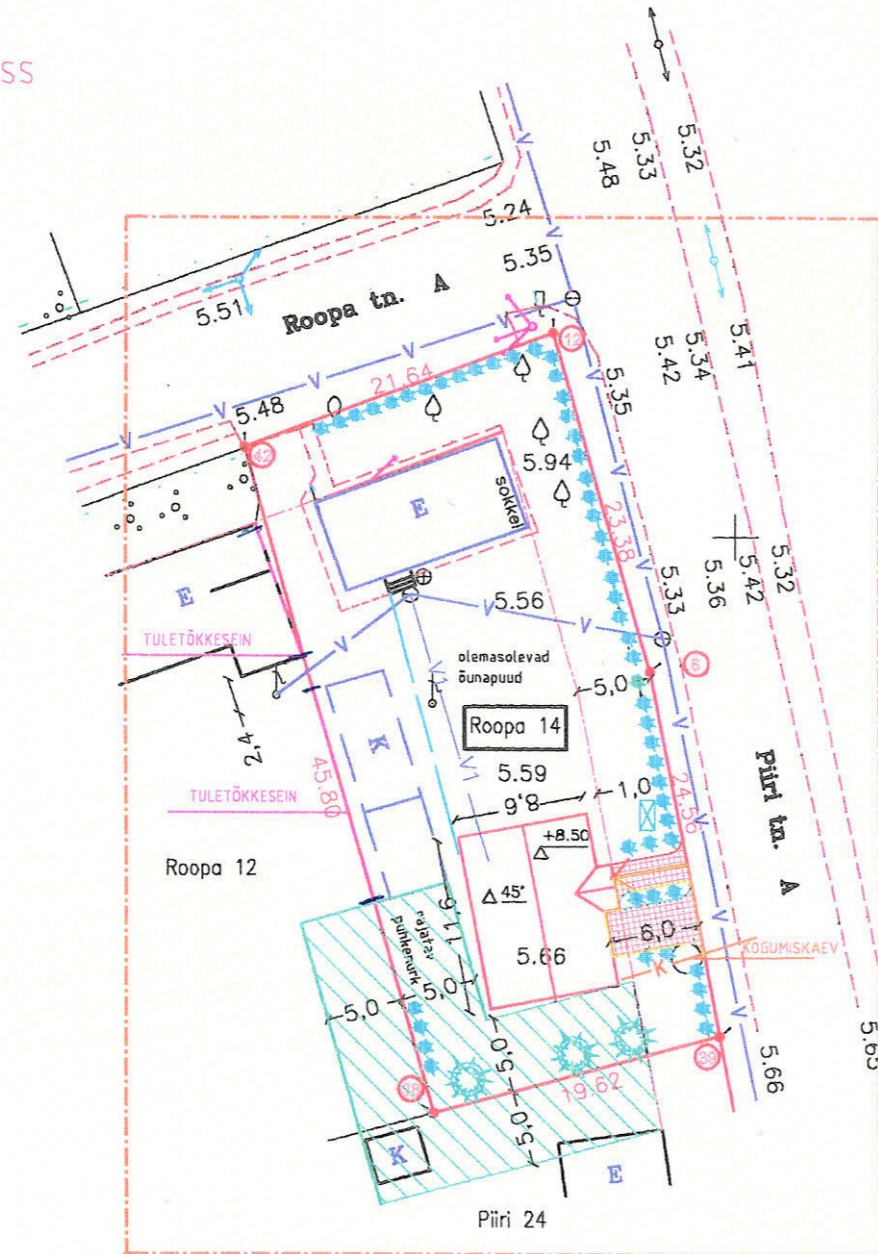 SS
5.32
5.33
5.48
5.24
5.35
5.51
Roopa tn. A
5.41
5.34
5.42
12
21.64
V
5.48
42
5.35
5.94
sokkel
E
23.38
5.32
5.42
5.36
5.33
E
TULETÕKKESEIN
5.56
olemasolevad
õunapuud
5,0
6
Roopa 14
2,4
K
45.80
V1
5.59
TULETÕKKESEIN
8,6
1,0
24.56
Piiri tn. A
+8.50
Roopa 12
45°
11,6
rajatav
puhkenurk
5.66
6,0
KOGUMISKAEV
K
5,0
5,0
5,0
5.65
5.66
39
38
19.62
5,0
K
E
Piiri 24